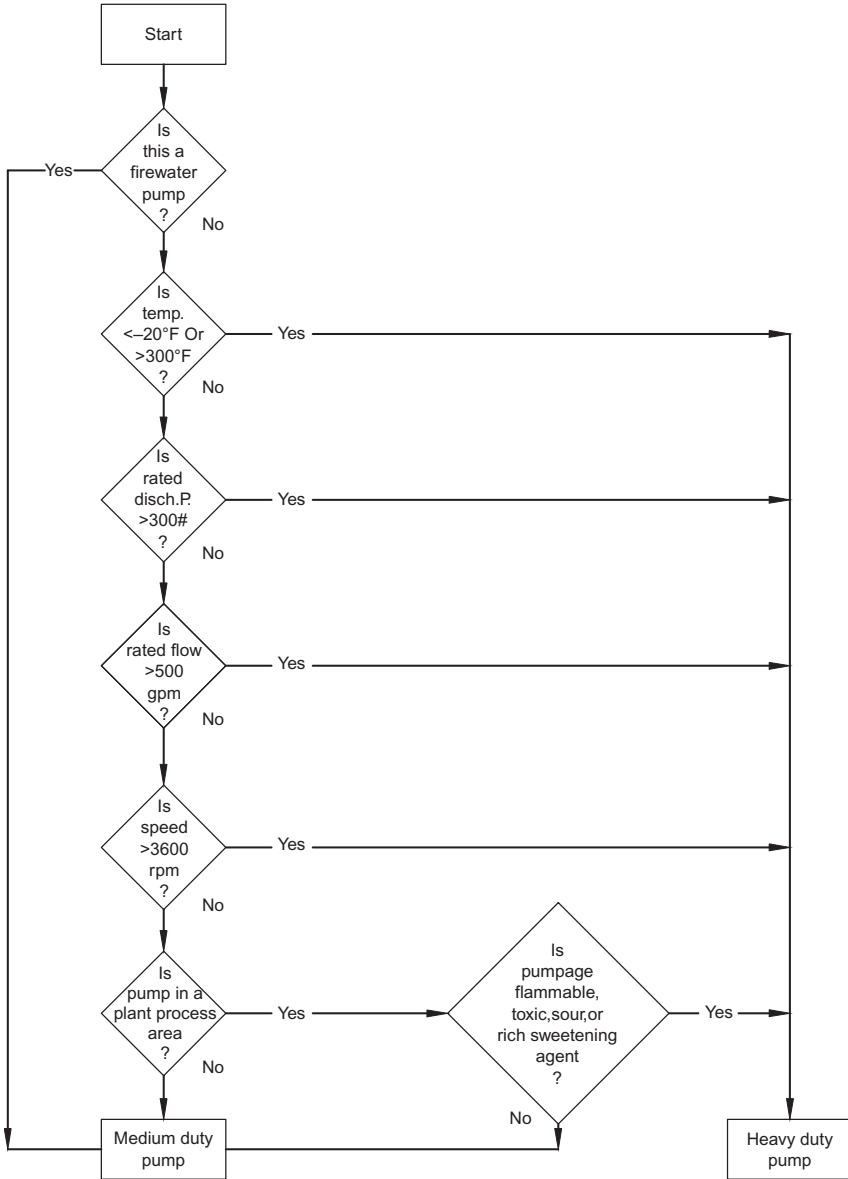 Start
Is
this a
firewater
pump
?
Yes
No
Is
temp.
<–20°F Or
>300°F
?
Yes
No
Is
rated
disch.P.
>300#
?
Yes
No
Is
rated flow
>500
gpm
?
Yes
No
Is
speed
>3600
rpm
?
Yes
No
Is
pump in a
plant process
area
?
Yes
No
Is
pumpage
flammable,
toxic,sour,or
rich sweetening
agent
?
Yes
No
Medium duty
pump
Heavy duty
pump